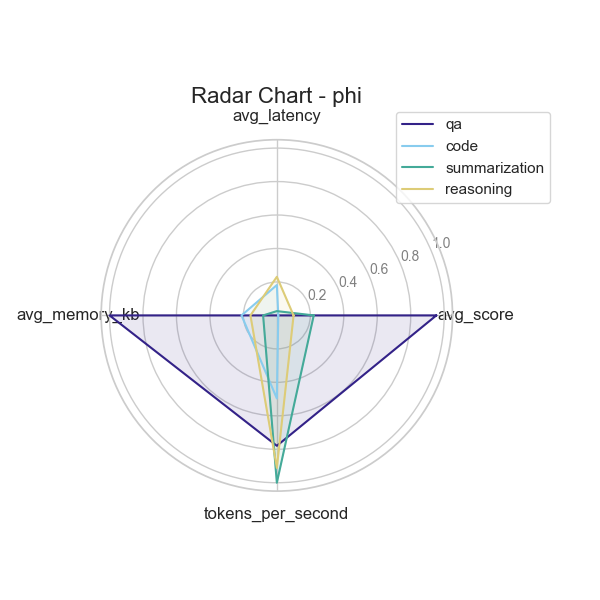 Radar Chart - phi
avg_latency
qa
code
summarization
reasoning
1.0
0.8
0.6
0.4
0.2
avg_memory_kb
avg_score
tokens_per_second